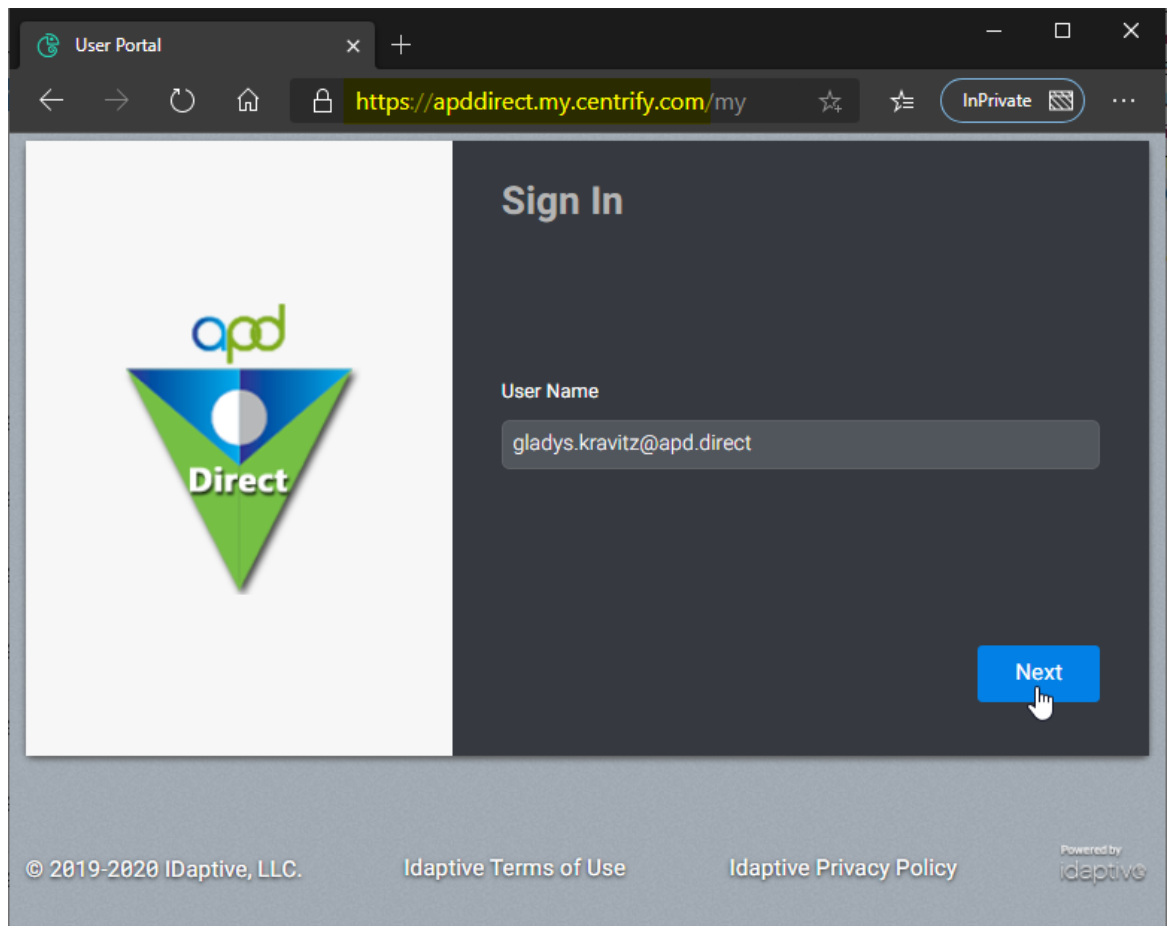 User Portal
https://apddirect.my.centrify.com/my
InPrivate
Sign In
apd
Direct
User Name
gladys.kravitz@apd.direct
Next
© 2019-2020 IDaptive, LLC.
Idaptive Terms of Use
Idaptive Privacy Policy
Powered by
idaptive